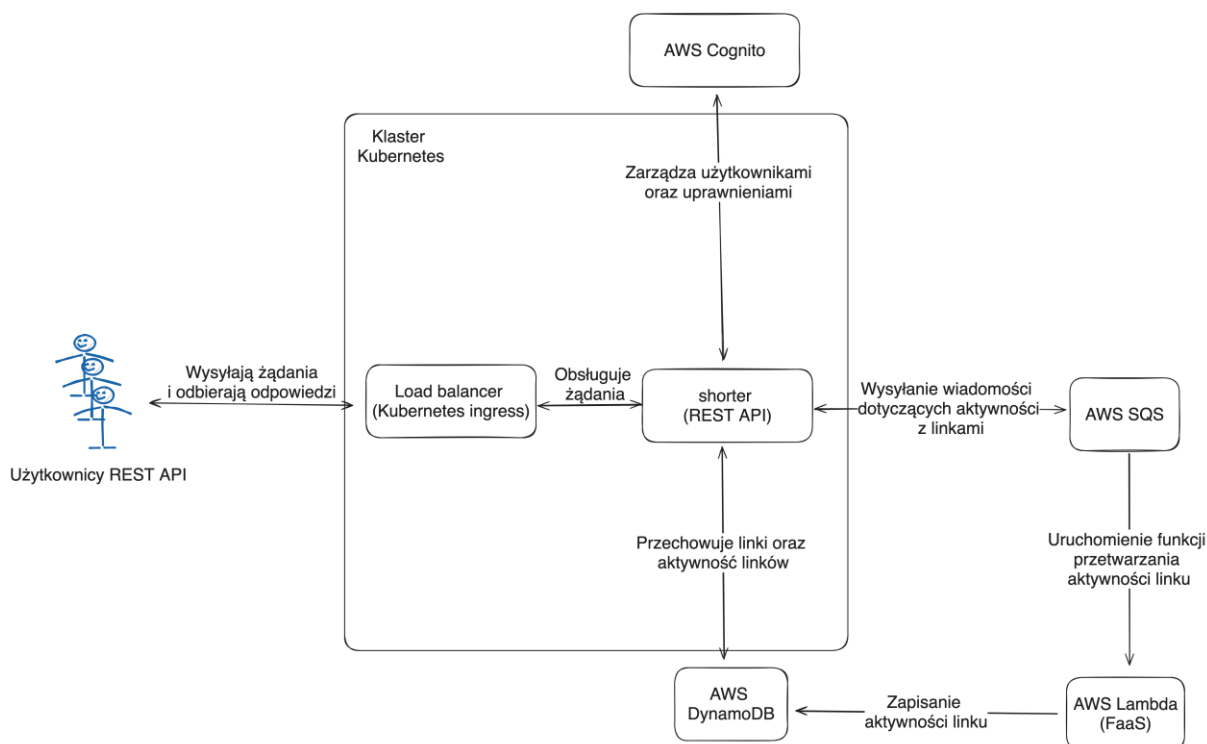 AWS Cognito
Klaster
Kubernetes
Zarządza użytkownikami
oraz uprawnieniami
Wysyłają żądania
i odbierają odpowiedzi
Load balancer
(Kubernetes ingress)
Obsługuje
żądania
shorter
(REST API)
Wysyłanie wiadomości
dotyczących aktywności
z linkami
AWS SQS
Użytkownicy REST API
Przechowuje linki oraz
aktywność linków
Uruchomienie funkcji
przetwarzania
aktywności linku
AWS
DynamoDB
Zapisanie
aktywności linku
AWS Lambda
(FaaS)